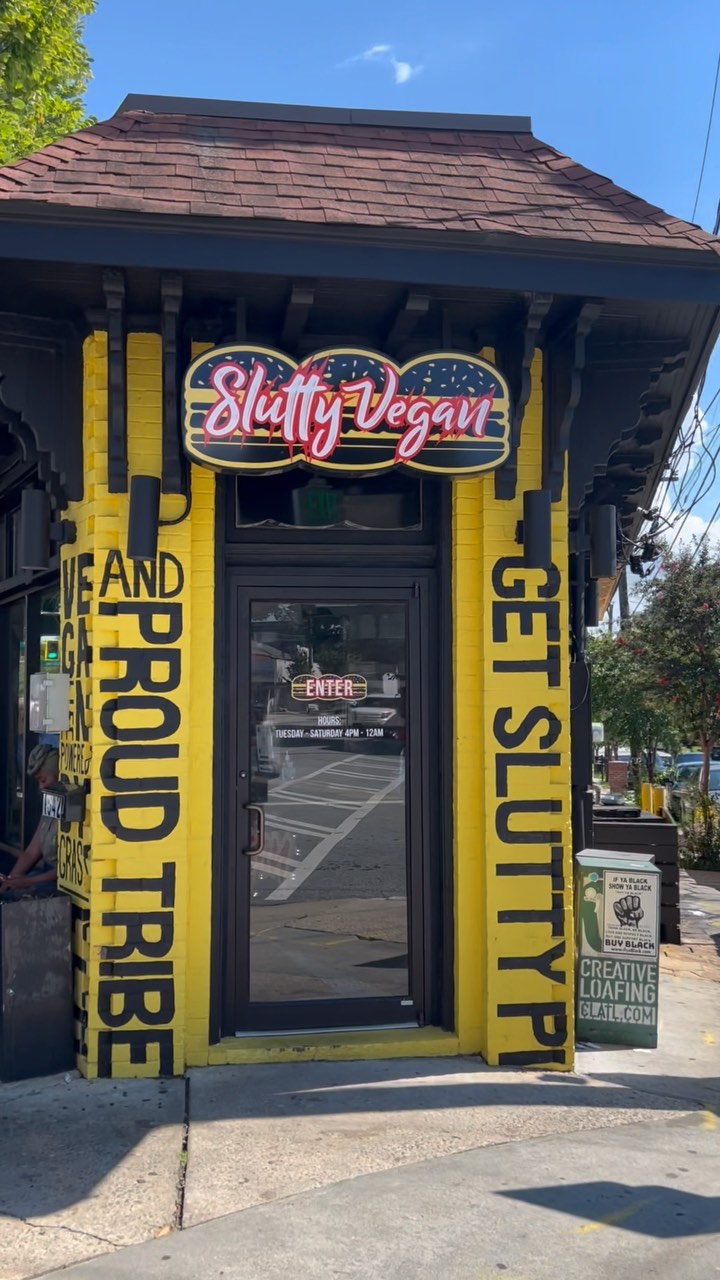 Slutty Vegan
ENTER
HOURS:
TUESDAY - SATURDAY 4PM - 12AM
AND
PROUD TRIBE
GET SLUTTY P
IF YA BLACK
SHOW YA BLACK
BUY BLACK
CREATIVE
LOAFING
CLATL.COM